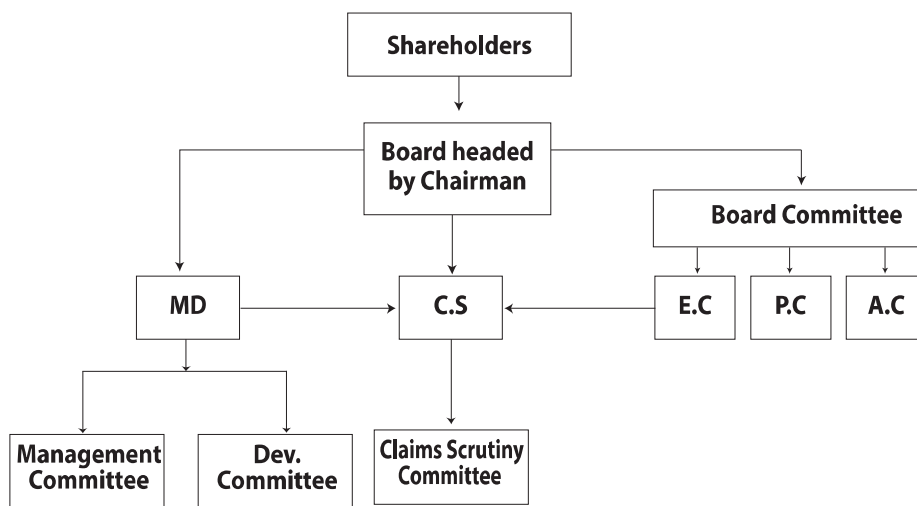 Shareholders
Board headed
by Chairman
Board Committee
MD
C.S
E.C
P.C
A.C
Management
Committee
Dev.
Committee
Claims Scrutiny
Committee